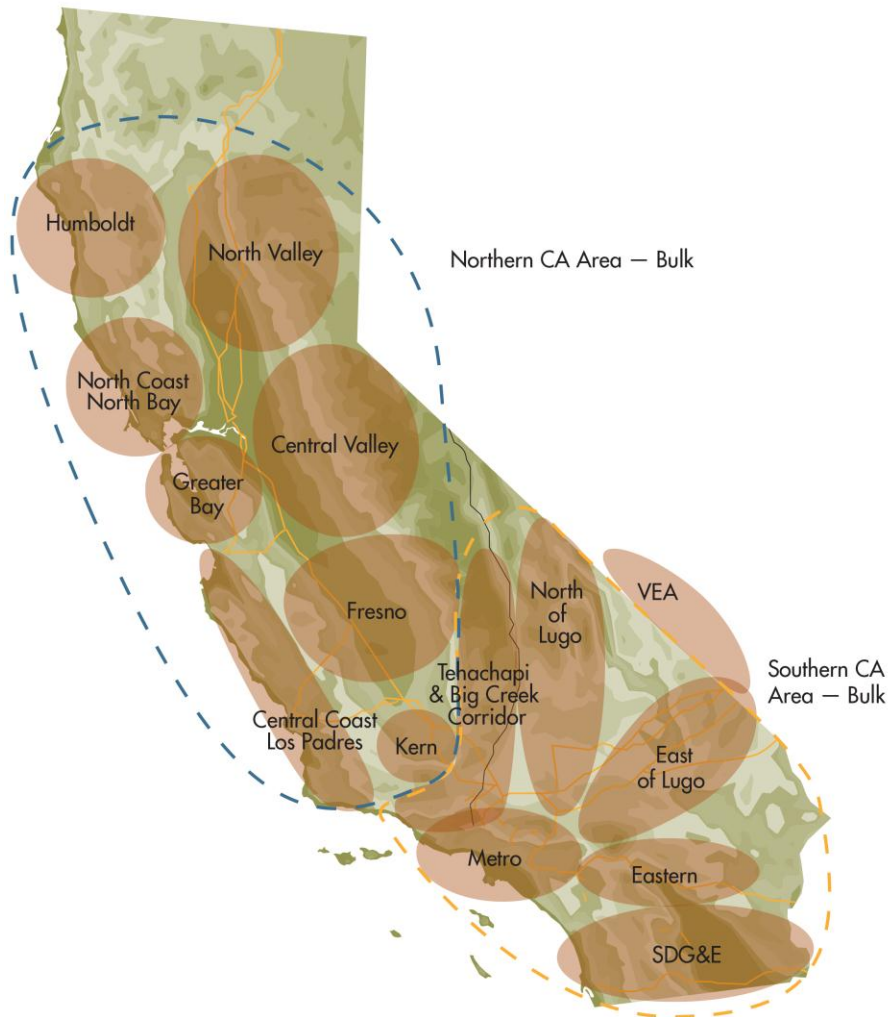 Humboldt
North Valley
Northern CA Area — Bulk
North Coast
North Bay
Central Valley
Greater
Bay
Fresno
North
of
Lugo
VEA
Tehachapi
& Big Creek
Corridor
Southern CA
Area — Bulk
Central Coast
Los Padres
Kern
East
of Lugo
Metro
Eastern
SDG&E